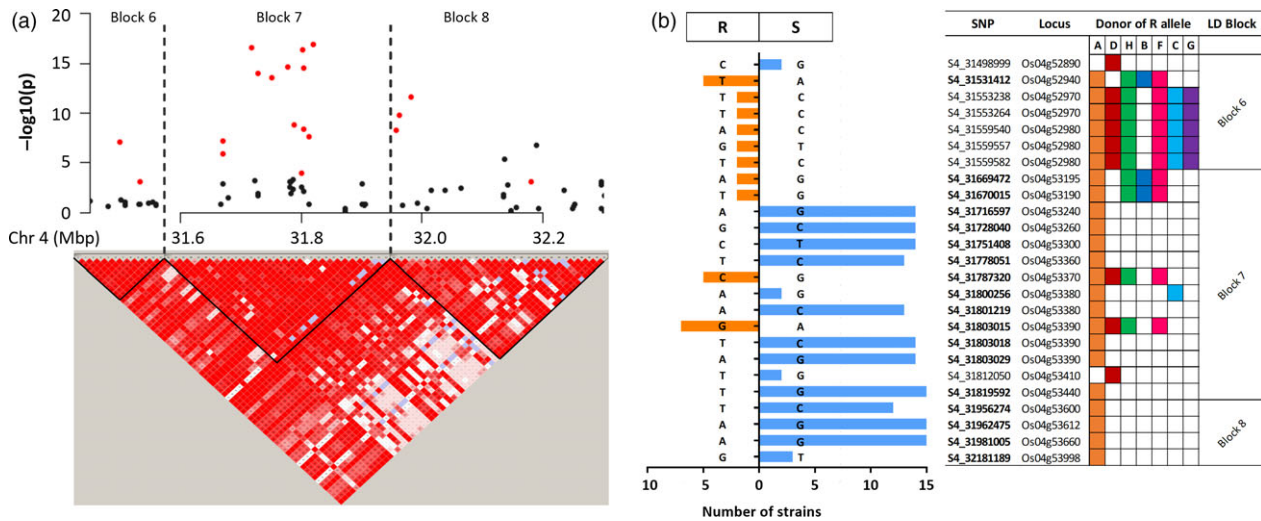 (a)
Block 6
Block 7
Block 8
20
15
10
5
0
−log10(p)
Chr 4 (Mbp)
31.6
31.8
32.0
32.2
(b)
R S
SNP Locus Donor of R allele LD Block
A D H B F C G
C G S4_31498999 Os04g52890
T A S4_31531412 Os04g52940
T C S4_31553238 Os04g52970
T C S4_31553264 Os04g52970
A C S4_31559540 Os04g52980
G T S4_31559557 Os04g52980
T C S4_31559582 Os04g52980
A G S4_31669472 Os04g53195
T G S4_31670015 Os04g53190
A G S4_31716597 Os04g53240
G C S4_31728040 Os04g53260
C T S4_31751408 Os04g53300
T C S4_31778051 Os04g53360
C G S4_31787320 Os04g53370
A G S4_31800256 Os04g53380
A C S4_31801219 Os04g53380
G A S4_31803015 Os04g53390
T C S4_31803018 Os04g53390
A G S4_31803029 Os04g53390
T G S4_31812050 Os04g53410
T G S4_31819592 Os04g53440
T C S4_31956274 Os04g53600
A G S4_31962475 Os04g53612
A G S4_31981005 Os04g53660
G T S4_32181189 Os04g53998
Block 6
Block 7
Block 8
10 5 0 5 10 15
Number of strains